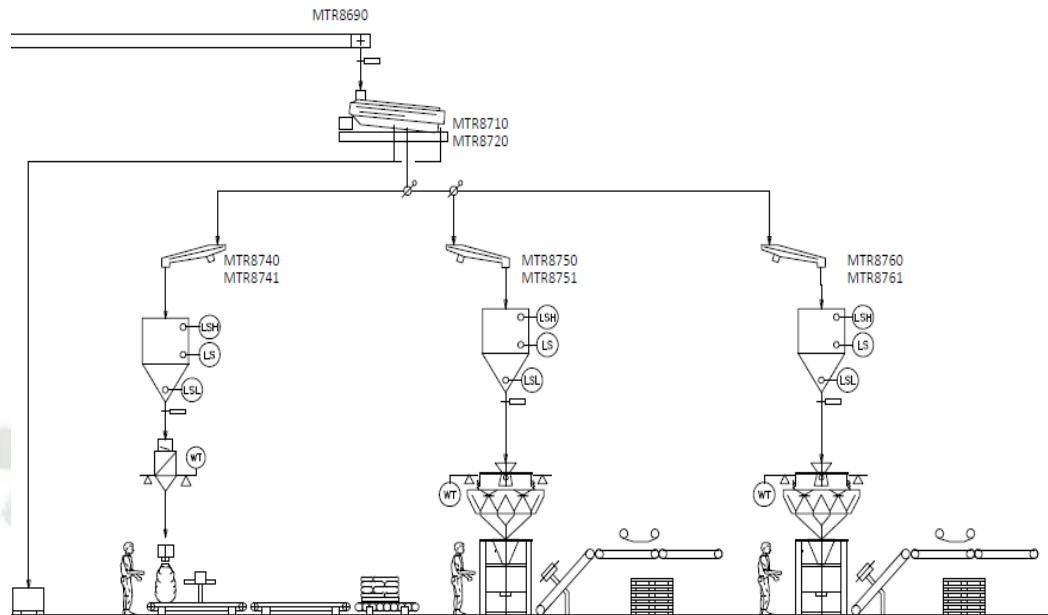 MTR8690
MTR8710
MTR8720
MTR8740
MTR8741
MTR8750
MTR8751
MTR8760
MTR8761
LSH
LSH
LSH
LS
LS
LS
LSL
LSL
LSL
WT
WT
WT